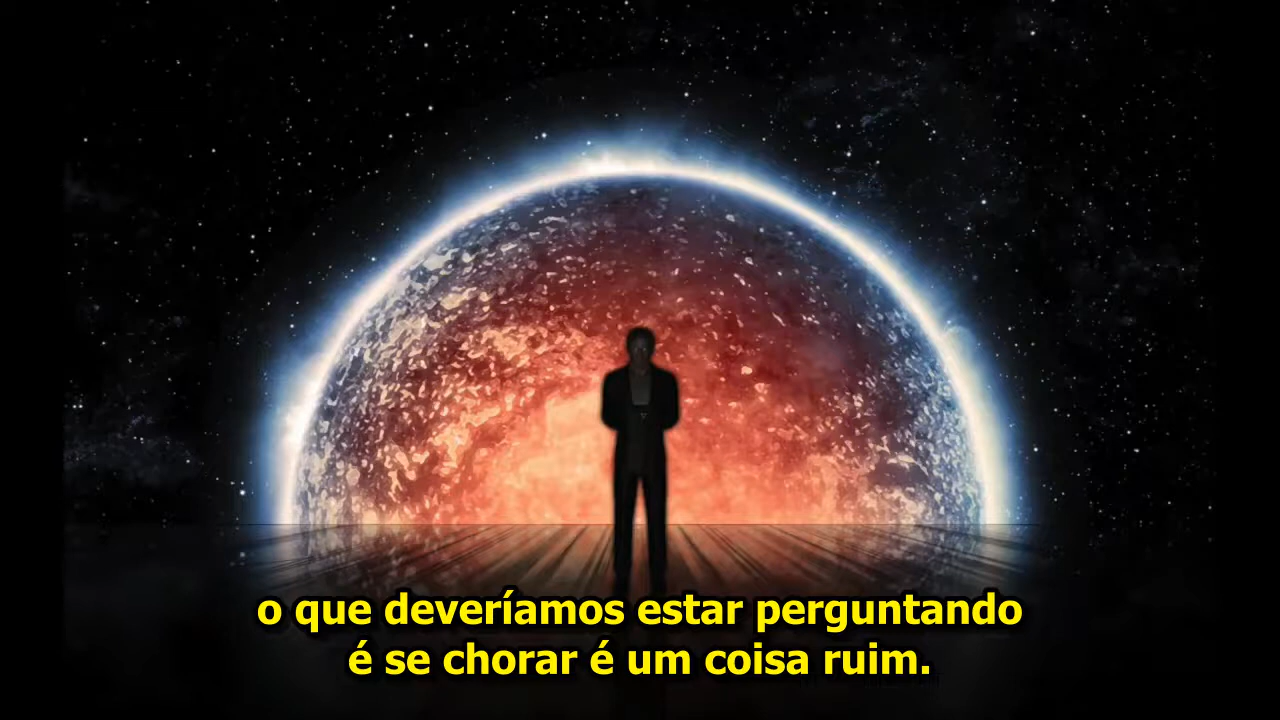 o que deveríamos estar perguntando
é se chorar é um coisa ruim.